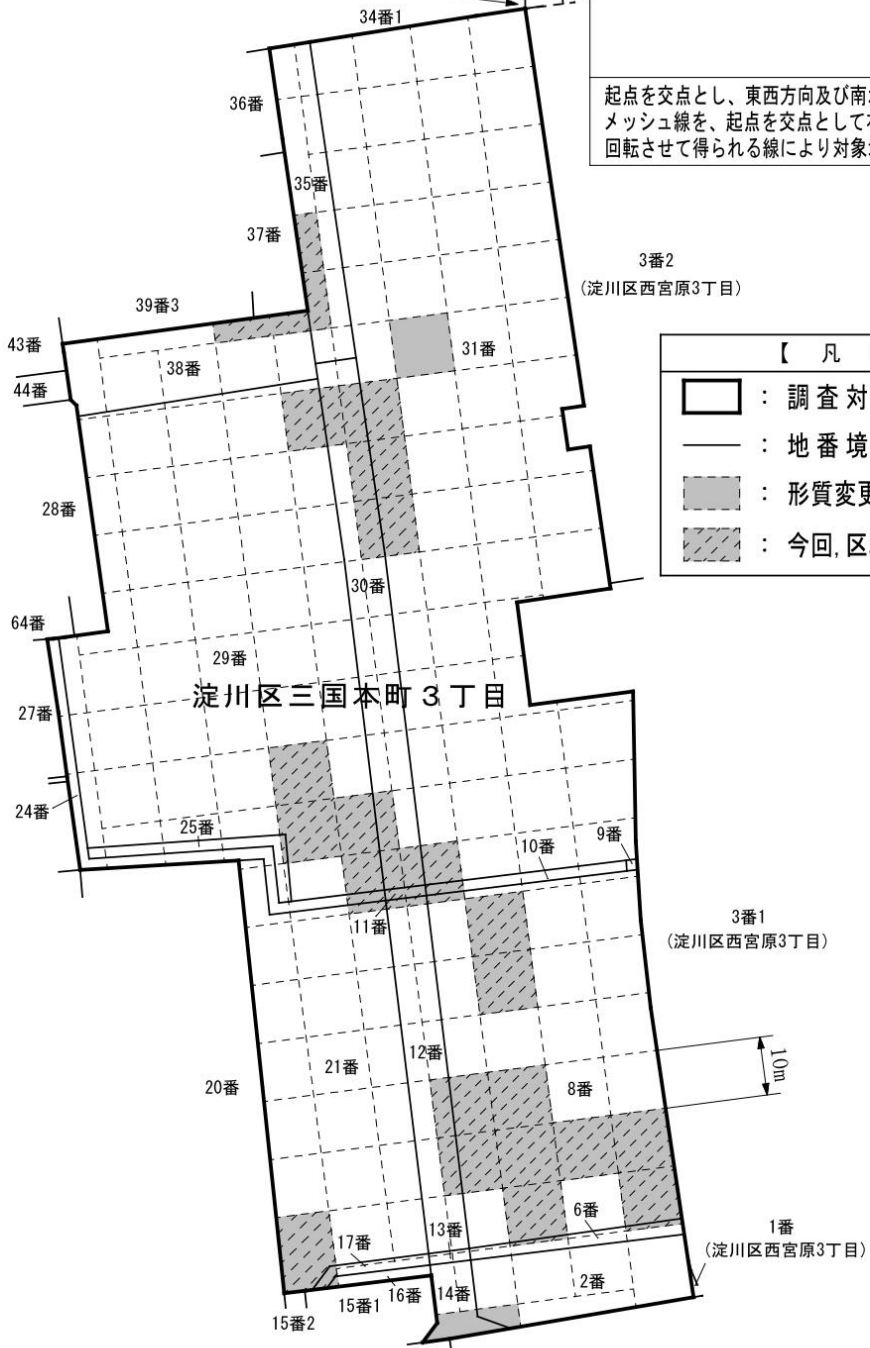 34番1
起点を交点とし、東西方向及び南
メッシュ線を、起点を交点として
回転させて得られる線により対象
36番
35番
37番
3番2
(淀川区西宮原3丁目)
39番3
43番
38番
31番
44番
【 凡
: 調査対
: 地番境
: 形質変更
: 今回,区
28番
30番
64番
29番
淀川区三国本町3丁目
27番
24番
25番
10番
9番
11番
3番1
(淀川区西宮原3丁目)
12番
21番
20番
8番
10m
6番
13番
17番
1番
(淀川区西宮原3丁目)
16番
14番
2番
15番1
15番2